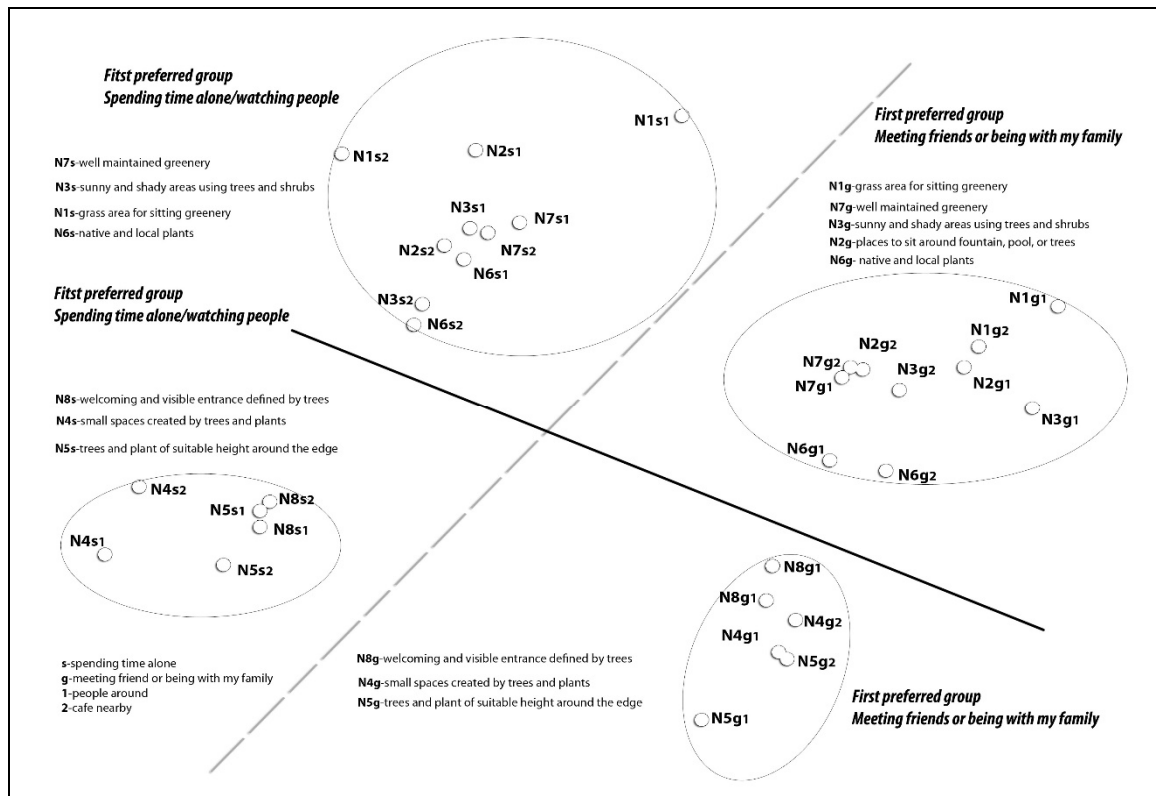 Fitst preferred group
Spending time alone/watching people
N7s-well maintained greenery
N3s-sunny and shady areas using trees and shrubs
N1s-grass area for sitting greenery
N6s-native and local plants
N1s1
N1s2
N2s1
N3s1
N7s1
N2s2
N7s2
N6s1
N3s2
N6s2
First preferred group
Meeting friends or being with my family
N1g-grass area for sitting greenery
N7g-well maintained greenery
N3g-sunny and shady areas using trees and shrubs
N2g-places to sit around fountain, pool, or trees
N6g- native and local plants
N1g1
N1g2
N2g2
N7g2
N3g2
N7g1
N2g1
N3g1
N6g1
N6g2
Fitst preferred group
Spending time alone/watching people
N8s-welcoming and visible entrance defined by trees
N4s-small spaces created by trees and plants
N5s-trees and plant of suitable height around the edge
N4s2
N8s2
N5s1
N8s1
N4s1
N5s2
s-spending time alone
g-meeting friend or being with my family
1-people around
2-cafe nearby
N8g-welcoming and visible entrance defined by trees
N4g-small spaces created by trees and plants
N5g-trees and plant of suitable height around the edge
N8g1
N8g1
N4g2
N4g1
N5g2
N5g1
First preferred group
Meeting friends or being with my family